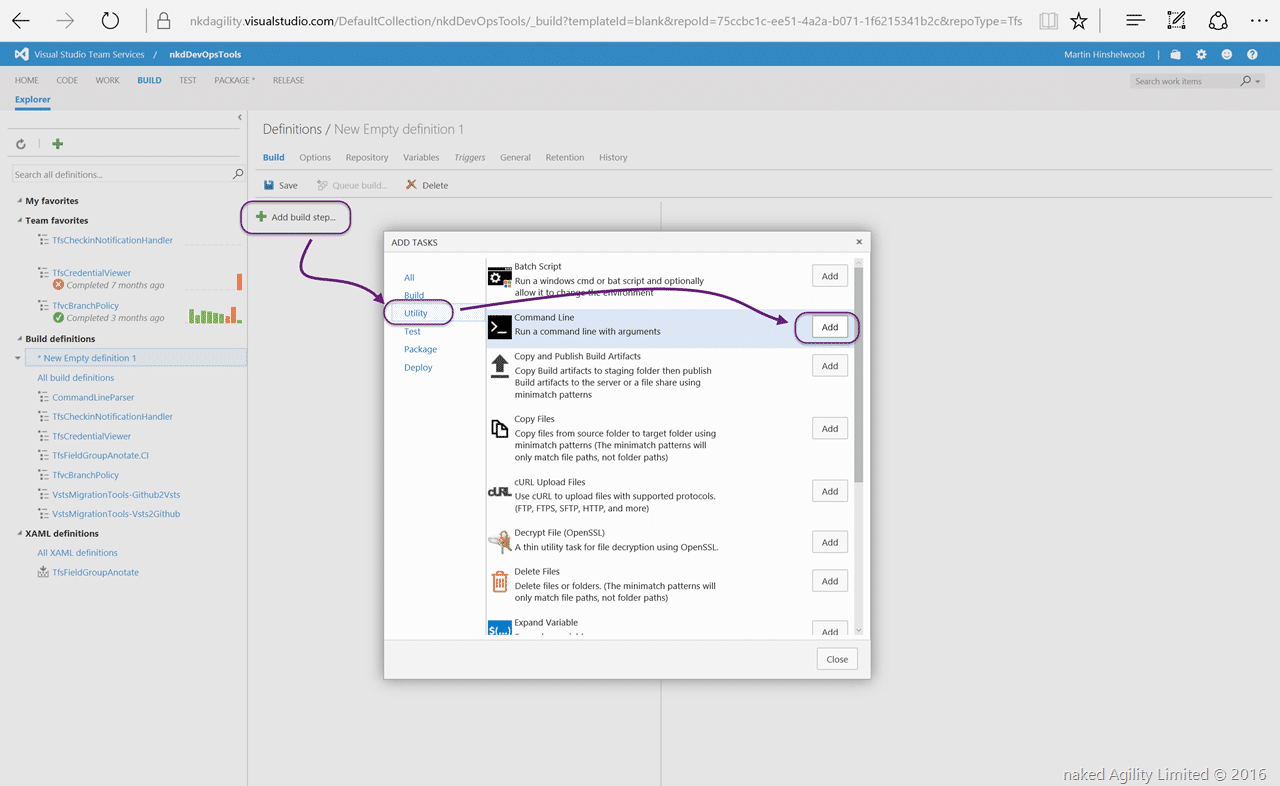 nkdagility.visualstudio.com/DefaultCollection/nkdDevOpsTools/_build?templateId=blank&repoId=75ccbc1c-ee51-4a2a-b071-1f6215341b2c&repoType=Tfs
Visual Studio Team Services / nkdDevOpsTools
Martin Hinshelwood
HOME CODE WORK BUILD TEST PACKAGE * RELEASE
Search work items
Explorer
Search all definitions...
My favorites
Team favorites
TfsCheckinNotificationHandler
TfsCredentialViewer
Completed 7 months ago
TfvcBranchPolicy
Completed 3 months ago
Build definitions
* New Empty definition 1
All build definitions
CommandLineParser
TfsCheckinNotificationHandler
TfsCredentialViewer
TfsFieldGroupAnotate.CI
TfvcBranchPolicy
VstsMigrationTools-Github2Vsts
VstsMigrationTools-Vsts2Github
XAML definitions
All XAML definitions
TfsFieldGroupAnotate
Definitions / New Empty definition 1
Build Options Repository Variables Triggers General Retention History
Save Queue build... Delete
Add build step...
ADD TASKS
All
Build
Utility
Test
Package
Deploy
Batch Script
Run a windows cmd or bat script and optionally
allow it to change the environment
Add
Command Line
Run a command line with arguments
Add
Copy and Publish Build Artifacts
Copy Build artifacts to staging folder then publish
Build artifacts to the server or a file share using
minimatch patterns
Add
Copy Files
Copy files from source folder to target folder using
minimatch patterns (The minimatch patterns will
only match file paths, not folder paths)
Add
cURL
cURL Upload Files
Use cURL to upload files with supported protocols.
(FTP, FTPS, SFTP, HTTP, and more)
Add
Decrypt File (OpenSSL)
A thin utility task for file decryption using OpenSSL.
Add
Delete Files
Delete files or folders. (The minimatch patterns will
only match file paths, not folder paths)
Add
$(...)
Expand Variable
Add
Close
naked Agility Limited © 2016